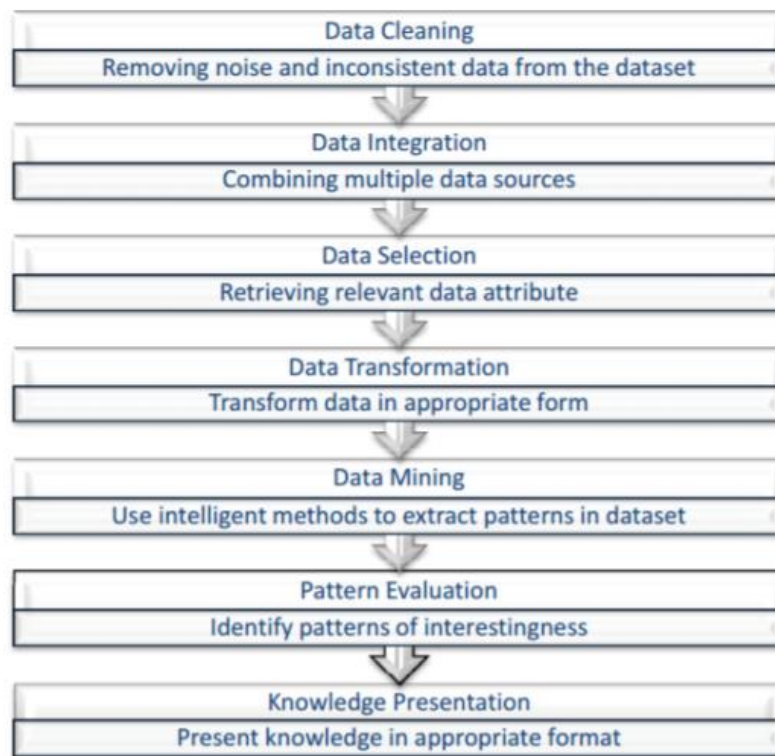 Data Cleaning
Removing noise and inconsistent data from the dataset
Data Integration
Combining multiple data sources
Data Selection
Retrieving relevant data attribute
Data Transformation
Transform data in appropriate form
Data Mining
Use intelligent methods to extract patterns in dataset
Pattern Evaluation
Identify patterns of interestingness
Knowledge Presentation
Present knowledge in appropriate format